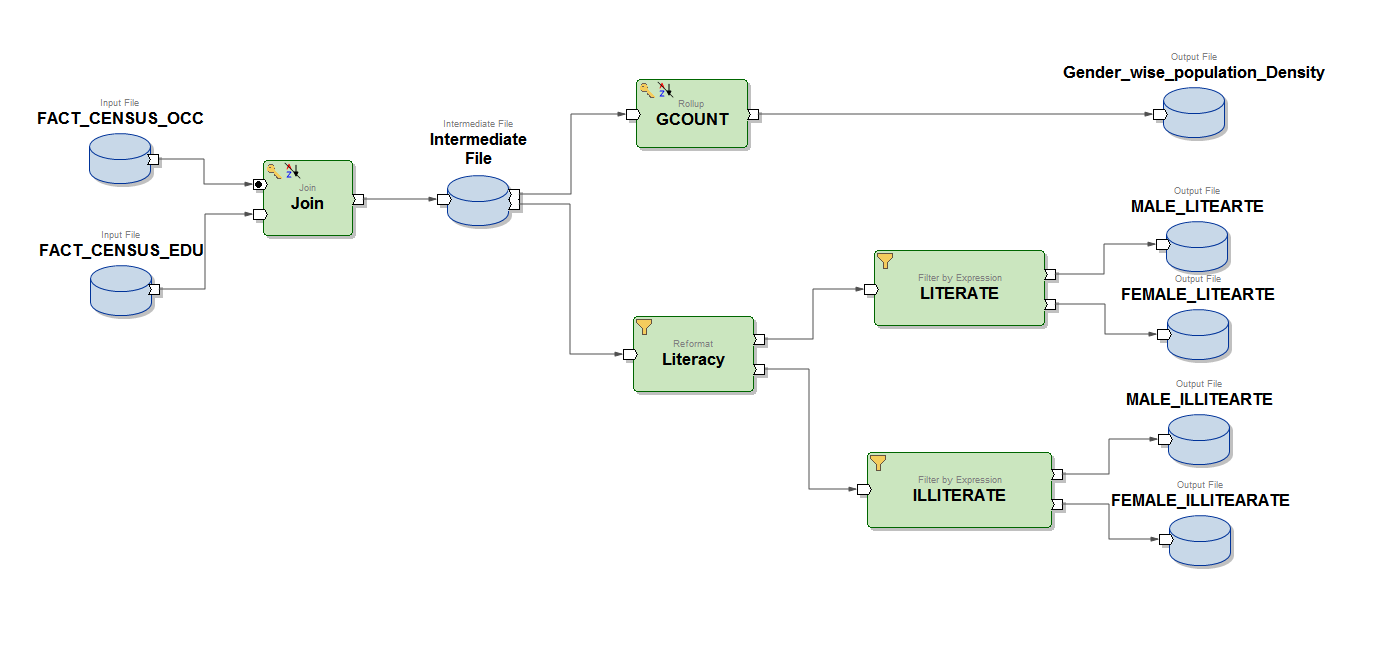 Input File
FACT_CENSUS_OCC
Input File
FACT_CENSUS_EDU
Join
Join
Intermediate File
Intermediate
File
Rollup
GCOUNT
Output File
Gender_wise_population_Density
Reformat
Literacy
Filter by Expression
LITERATE
Output File
MALE_LITEARTE
Output File
FEMALE_LITEARTE
Filter by Expression
ILLITERATE
Output File
MALE_ILLITEARTE
Output File
FEMALE_ILLITEARATE